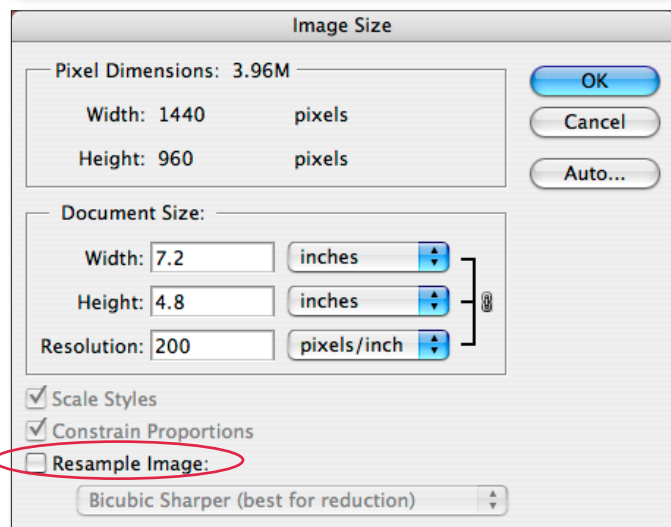 Image Size
Pixel Dimensions: 3.96M
Width: 1440 pixels
Height: 960 pixels
OK
Cancel
Auto...
Document Size:
Width: 7.2 inches
Height: 4.8 inches
Resolution: 200 pixels/inch
Scale Styles
Constrain Proportions
Resample Image:
Bicubic Sharper (best for reduction)